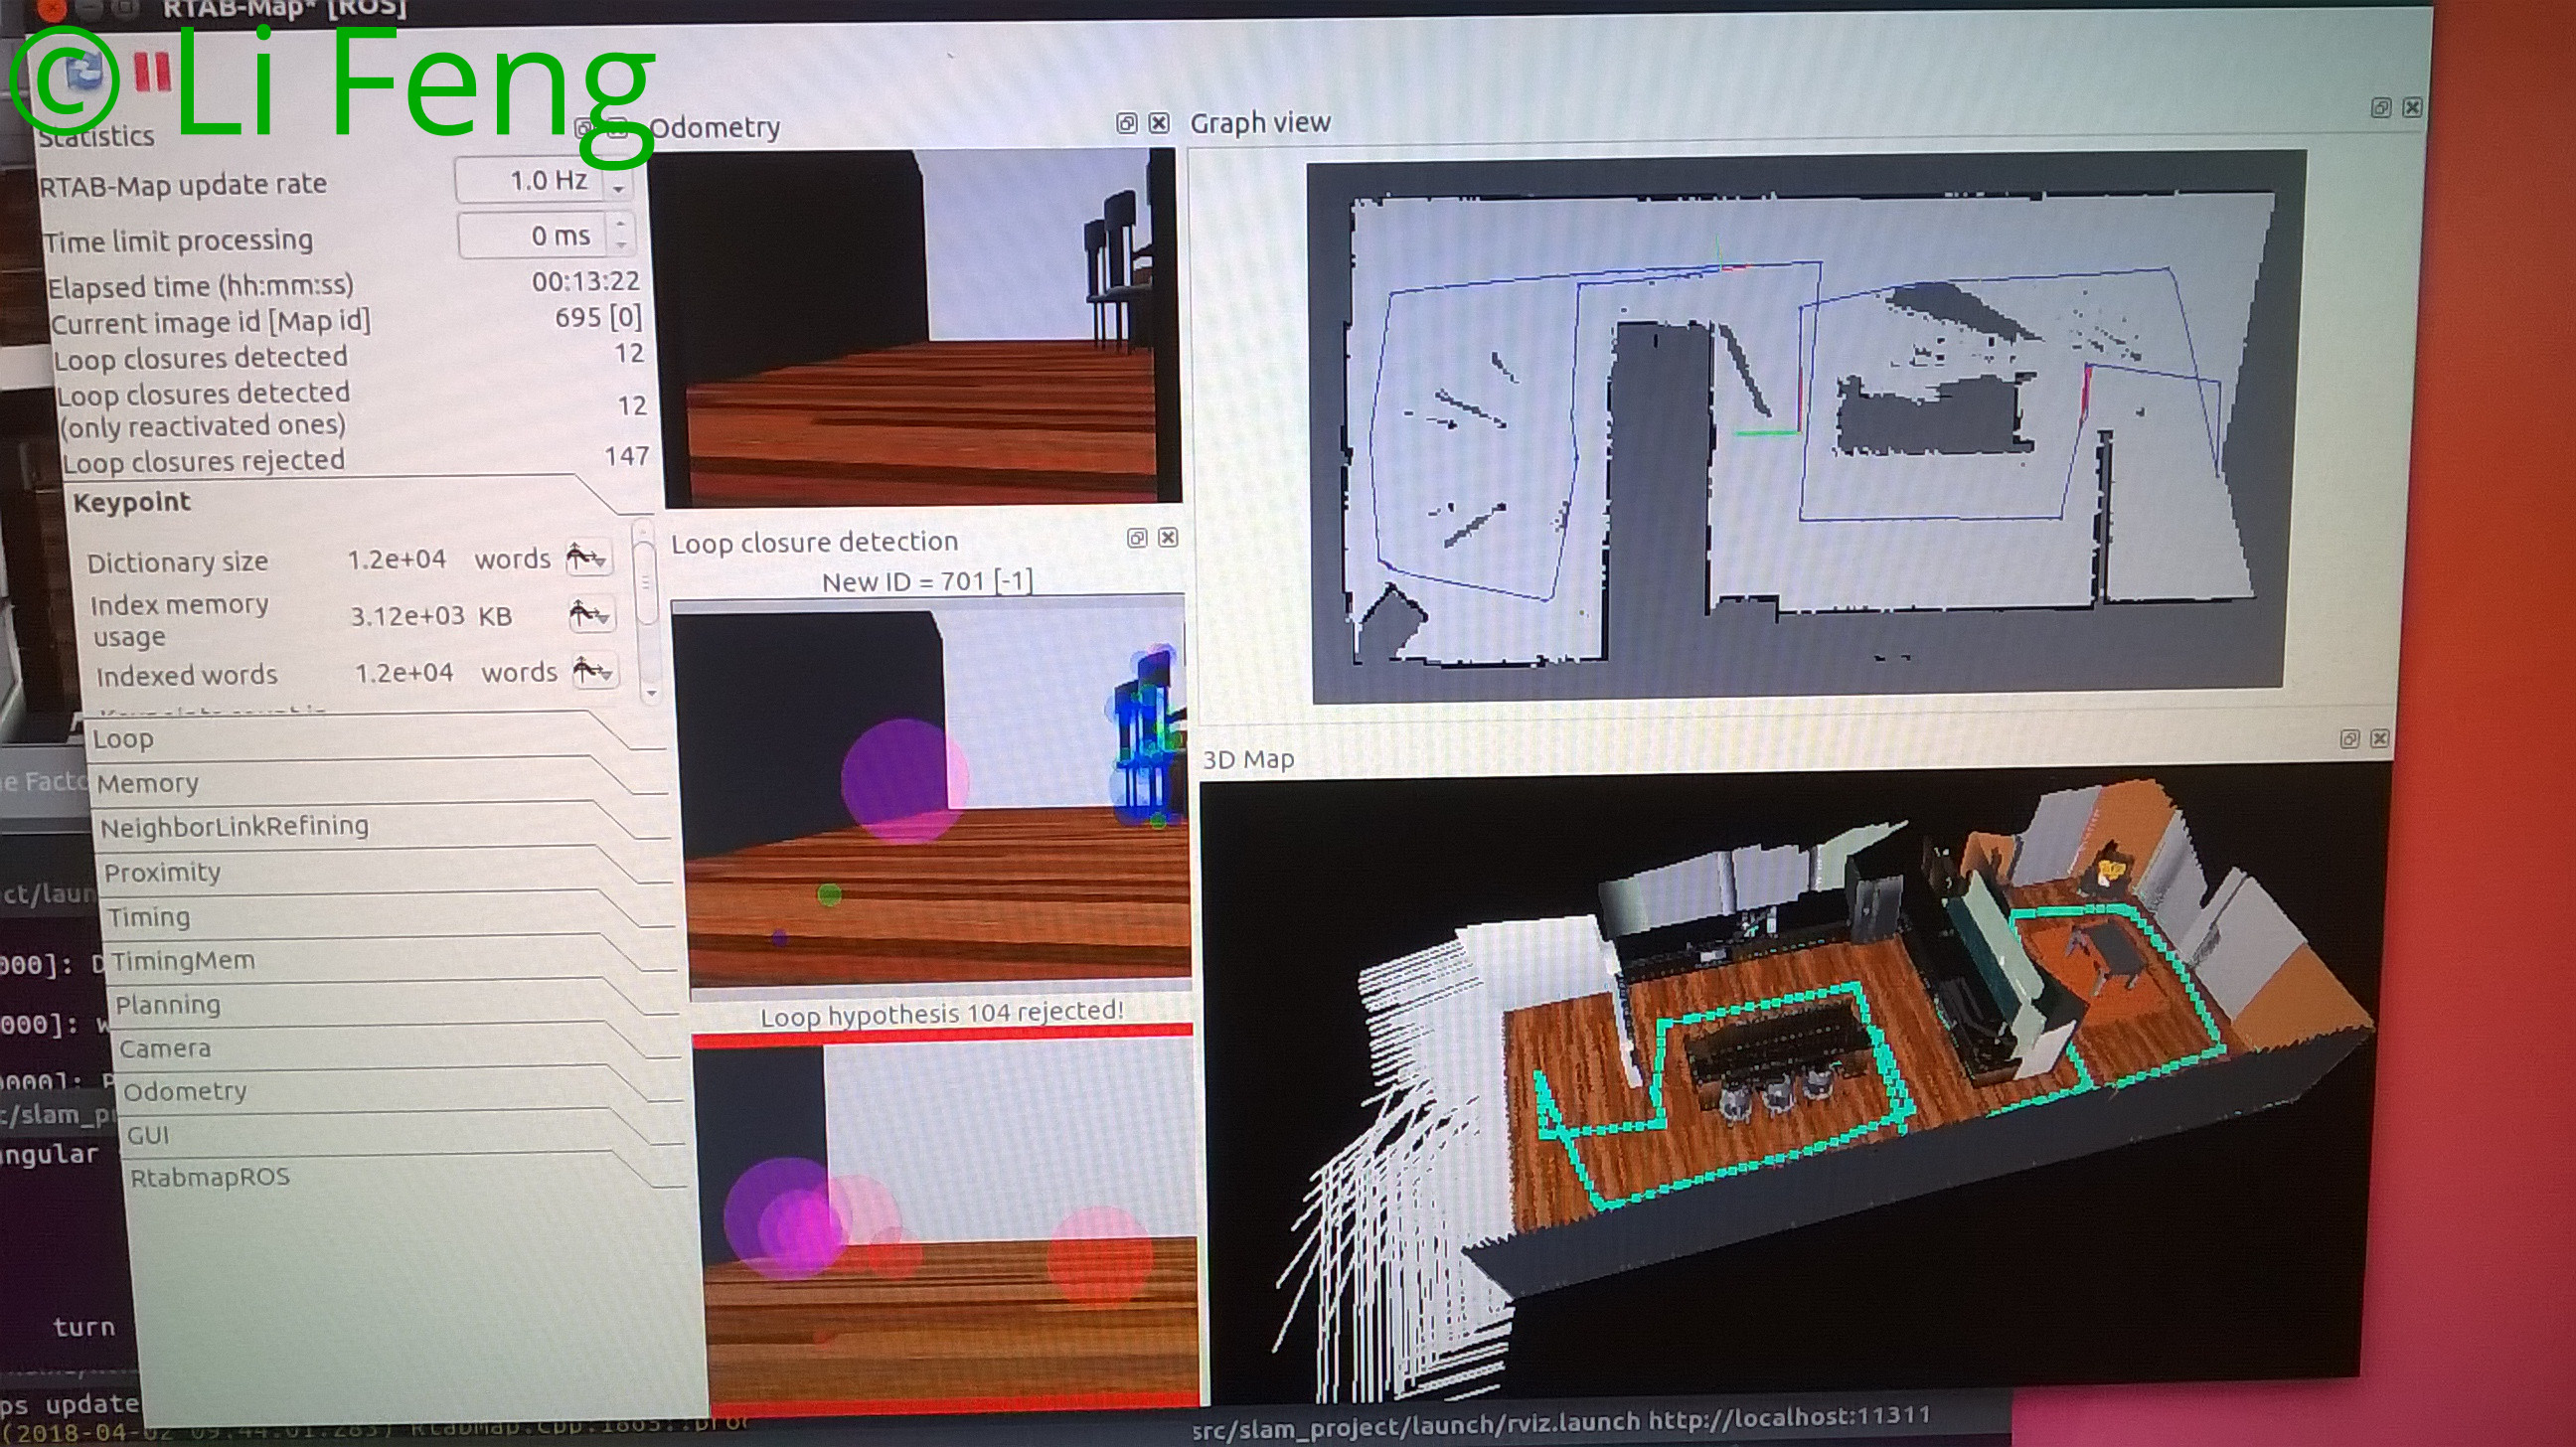 RTAB-Map* [ROS]
© Li Feng
Statistics
RTAB-Map update rate 1.0 Hz
Time limit processing 0 ms
Elapsed time (hh:mm:ss) 00:13:22
Current image id [Map id] 695 [0]
Loop closures detected 12
Loop closures detected
(only reactivated ones) 12
Loop closures rejected 147
Keypoint
Dictionary size 1.2e+04 words
Index memory
usage 3.12e+03 KB
Indexed words 1.2e+04 words
Loop
Memory
NeighborLinkRefining
Proximity
Timing
TimingMem
Planning
Camera
Odometry
GUI
RtabmapROS
Odometry
Loop closure detection
New ID = 701 [-1]
Loop hypothesis 104 rejected!
Graph view
3D Map
e Facto
ct/laun
000]: D
000]: w
0000]: P
t/slam_p
ngular
turn
ps update
(2018-04-02 09:44:01.283) Rtabmap.cpp:1865::pro
src/slam_project/launch/rviz.launch http://localhost:11311